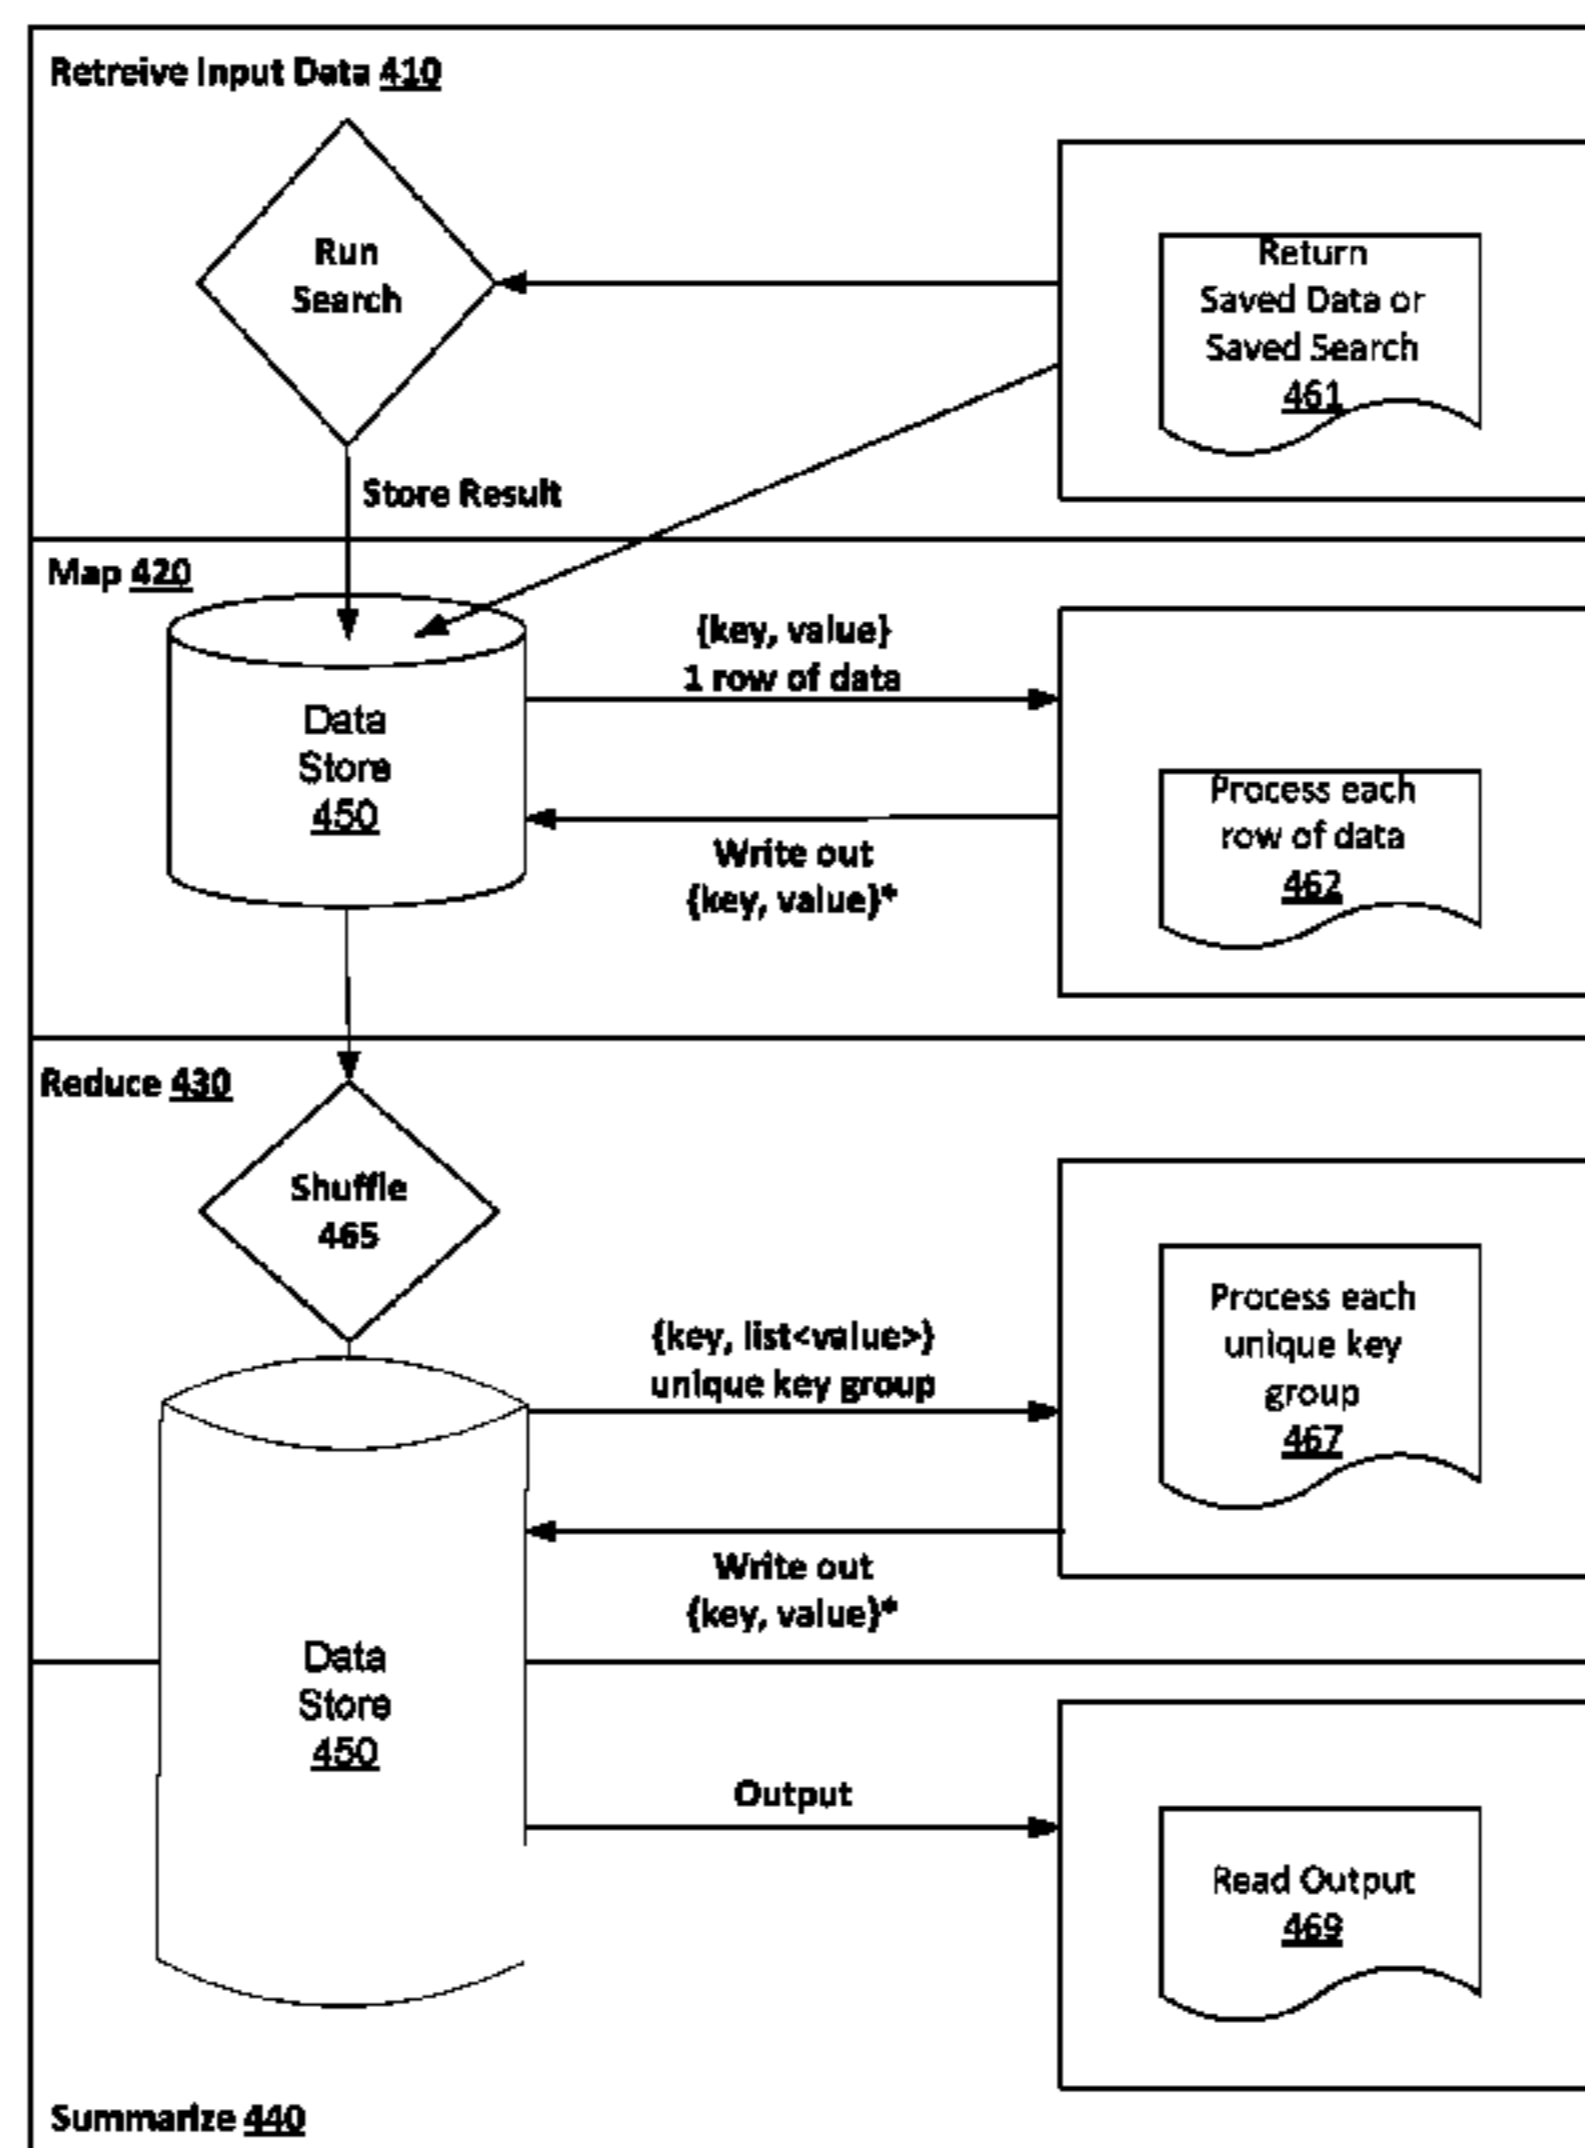 Retreive Input Data 410
Run
Search
Return
Saved Data or
Saved Search
461
Store Result
Map 420
{key, value}
1 row of data
Data
Store
450
Process each
row of data
462
Write out
{key, value}*
Reduce 430
Shuffle
465
{key, list<value>}
unique key group
Process each
unique key
group
467
Write out
{key, value}*
Data
Store
450
Output
Read Output
469
Summarize 440